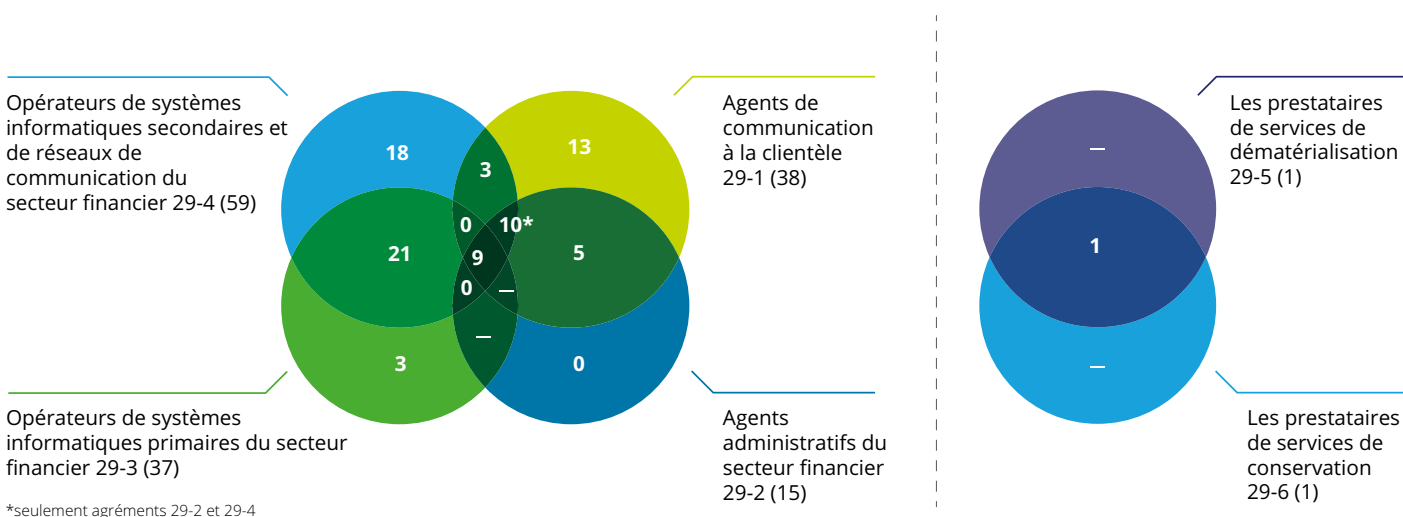 Opérateurs de systèmes
informatiques secondaires et
de réseaux de
communication du
secteur financier 29-4 (59)
18
3
13
0
10*
21
9
5
0
—
—
3
0
Agents de
communication
à la clientèle
29-1 (38)
Opérateurs de systèmes
informatiques primaires du secteur
financier 29-3 (37)
*seulement agréments 29-2 et 29-4
Agents
administratifs du
secteur financier
29-2 (15)
—
1
—
Les prestataires
de services de
dématérialisation
29-5 (1)
Les prestataires
de services de
conservation
29-6 (1)